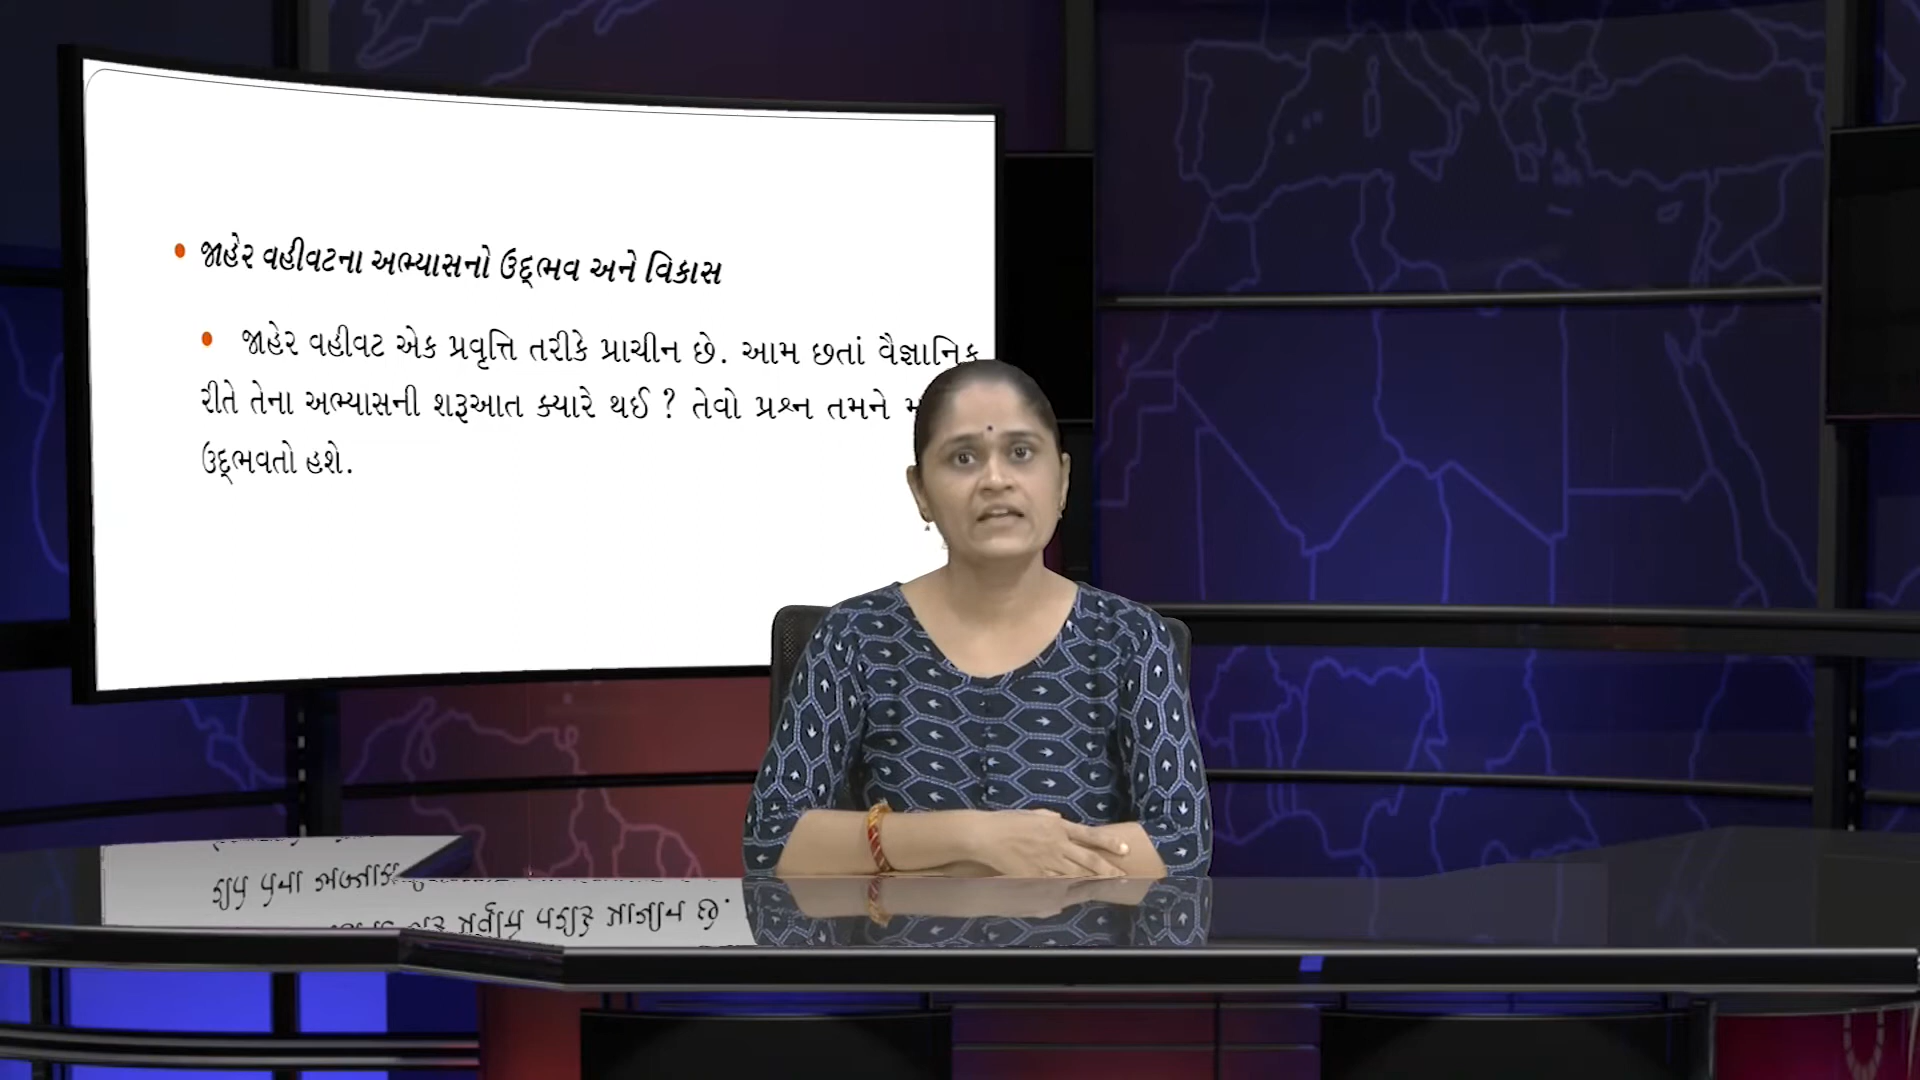 • જાહેર વહીવટના અભ્યાસનો ઉદ્ભવ અને વિકાસ
• જાહેર વહીવટ એક પ્રવૃત્તિ તરીકે પ્રાચીન છે. આમ છતાં વૈજ્ઞાનિક
રીતે તેના અભ્યાસની શરૂઆત ક્યારે થઈ ? તેવો પ્રશ્ન તમને
ઉદ્ભવતો હશે.